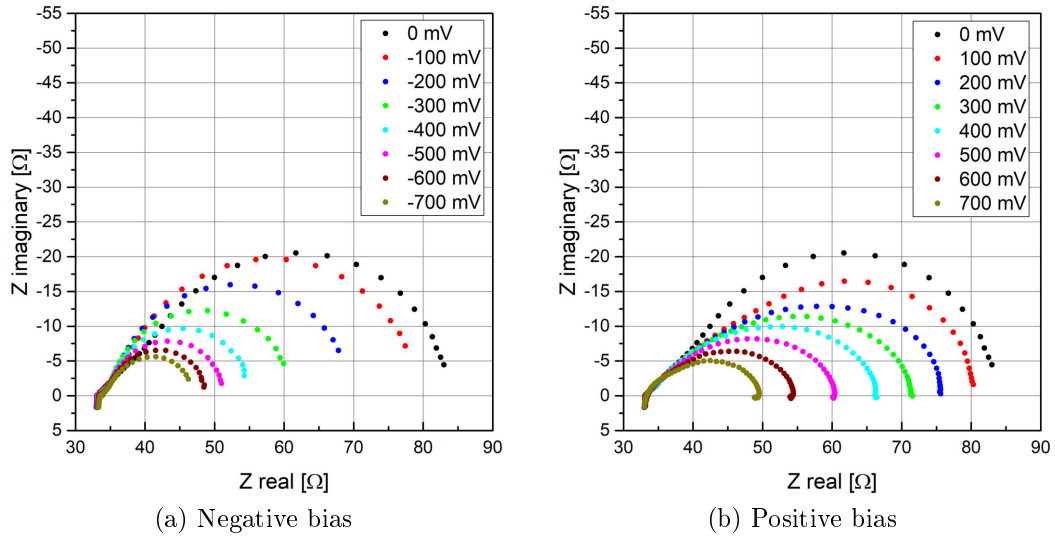 -55
-50
-45
-40
-35
-30
-25
-20
-15
-10
-5
0
5
Z imaginary [Ω]
0 mV
-100 mV
-200 mV
-300 mV
-400 mV
-500 mV
-600 mV
-700 mV
30 40 50 60 70 80 90
Z real [Ω]
(a) Negative bias
-55
-50
-45
-40
-35
-30
-25
-20
-15
-10
-5
0
5
Z imaginary [Ω]
0 mV
100 mV
200 mV
300 mV
400 mV
500 mV
600 mV
700 mV
30 40 50 60 70 80 90
Z real [Ω]
(b) Positive bias